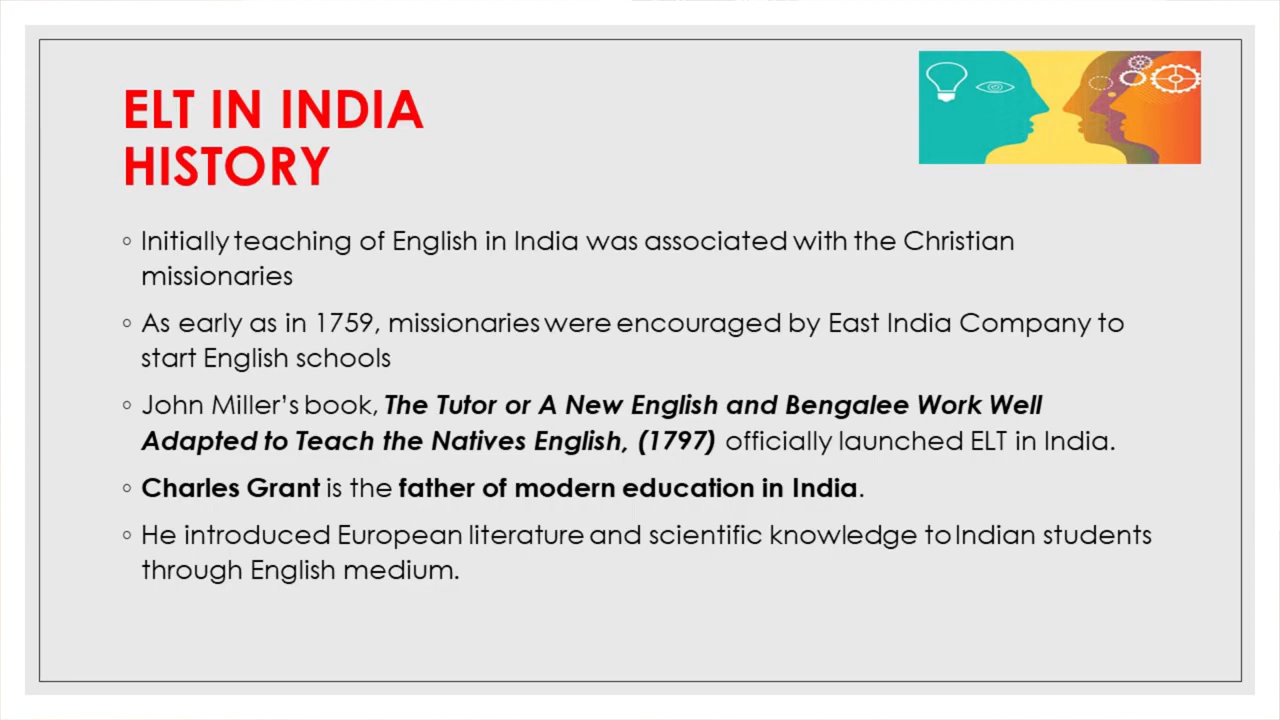 ELT IN INDIA
HISTORY
◦ Initially teaching of English in India was associated with the Christian
missionaries
◦ As early as in 1759, missionaries were encouraged by East India Company to
start English schools
◦ John Miller’s book, The Tutor or A New English and Bengalee Work Well
Adapted to Teach the Natives English, (1797) officially launched ELT in India.
◦ Charles Grant is the father of modern education in India.
◦ He introduced European literature and scientific knowledge to Indian students
through English medium.